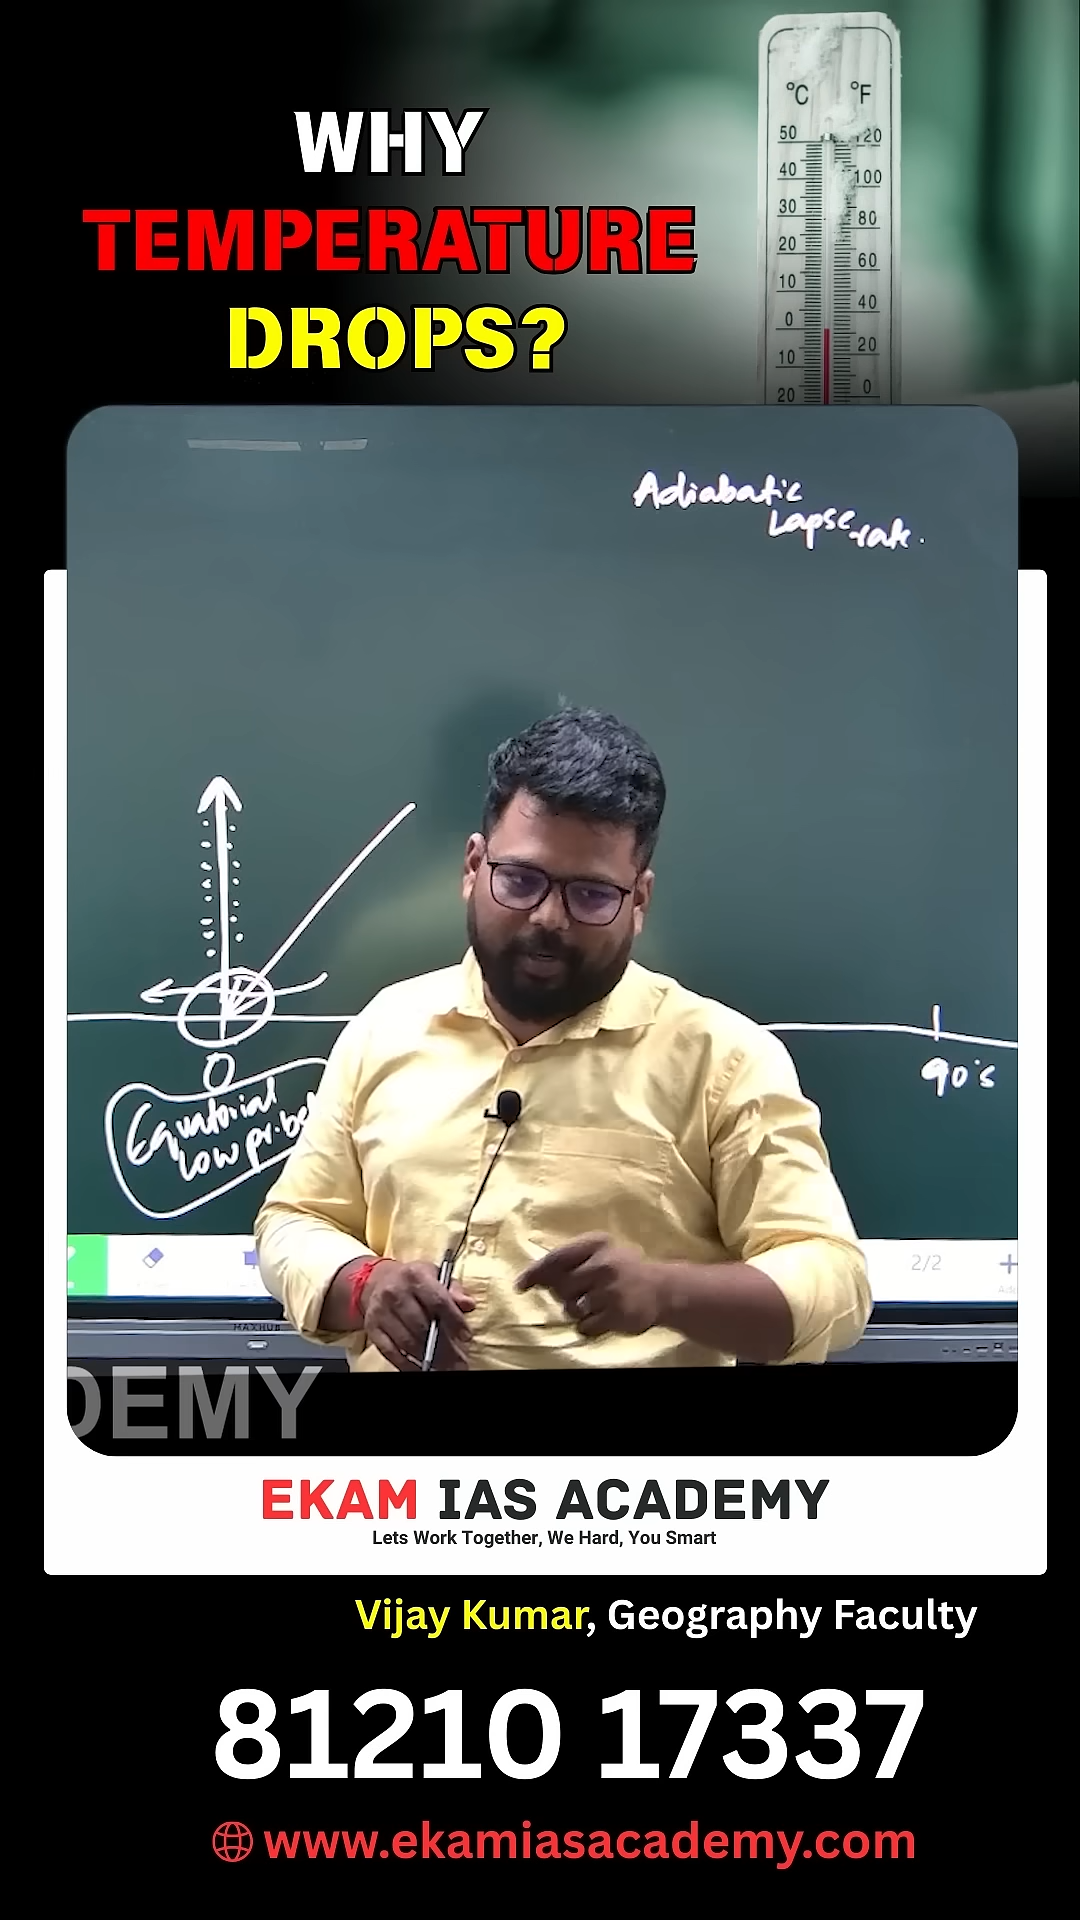 WHY
TEMPERATURE
DROPS?
°C °F
50 120
40 100
30 80
20 60
10 40
0 20
10 0
20
Adiabatic
Lapse rate.
0
90°s
Equatorial
low pr.
2/2
MAXHUB
DEMY
EKAM IAS ACADEMY
Lets Work Together, We Hard, You Smart
Vijay Kumar, Geography Faculty
81210 17337
www.ekamiasacademy.com